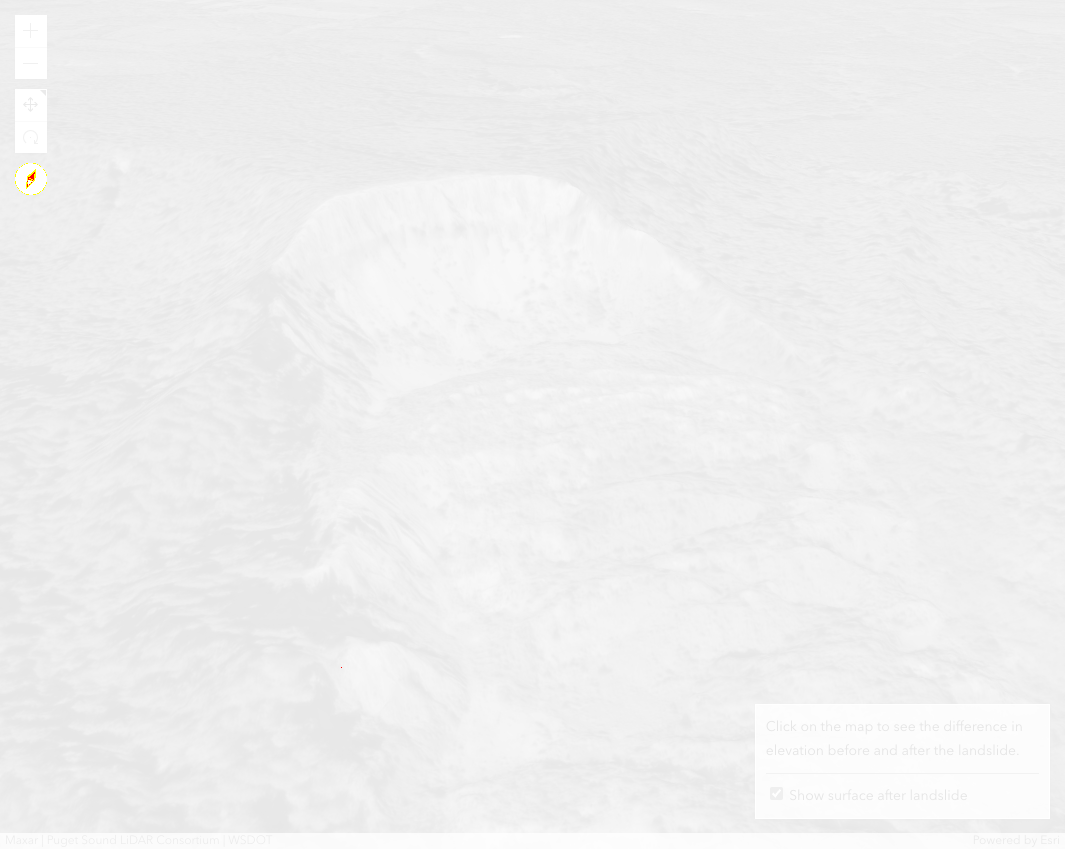 Click on the map to see the difference in
elevation before and after the landslide.
Show surface after landslide
Maxar | Puget Sound LIDAR Consortium | WSDOT
Powered by Esri